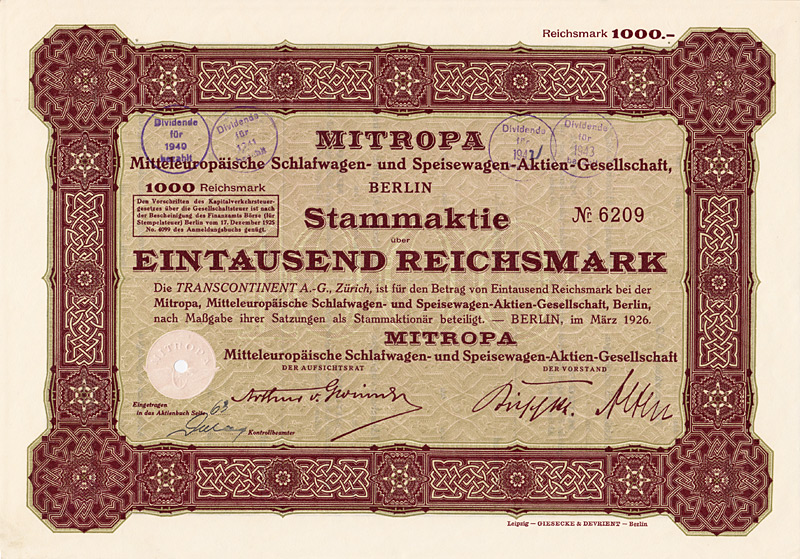 Reichsmark 1000.-
Dividende
für
1940
bezahlt
Dividende
für
1941
bezahlt
MITROPA
Dividende
für
1942
Dividende
für
1943
Mitteleuropäische Schlafwagen- und Speisewagen-Aktien-Gesellschaft,
BERLIN
1000 Reichsmark
Den Vorschriften des Kapitalverkehrsteuer-
gesetzes über die Gesellschaftsteuer ist nach
der Bescheinigung des Finanzamts Börse (für
Stempelsteuer) Berlin vom 17. Dezember 1925
No. 4099 des Anmeldungsbuchs genügt.
Stammaktie
№ 6209
über
EINTAUSEND REICHSMARK
Die TRANSCONTINENT A.-G., Zürich, ist für den Betrag von Eintausend Reichsmark bei der
Mitropa, Mitteleuropäische Schlafwagen- und Speisewagen-Aktien-Gesellschaft, Berlin,
nach Maßgabe ihrer Satzungen als Stammaktionär beteiligt. — BERLIN, im März 1926.
MITROPA
Mitteleuropäische Schlafwagen- und Speisewagen-Aktien-Gesellschaft
DER AUFSICHTSRAT
DER VORSTAND
MITROPA
Arthur v. Gwinner
Eingetragen
in das Aktienbuch Seite 63
Kontrollbeamter
Leipzig — GIESECKE & DEVRIENT — Berlin